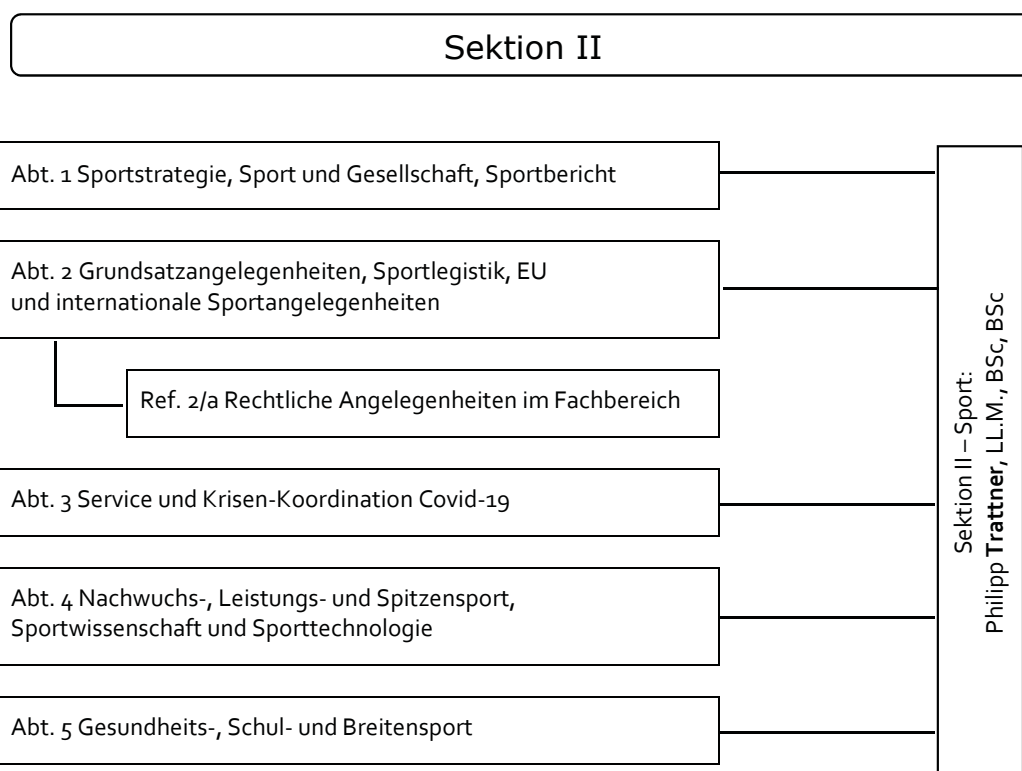 Sektion II
Abt. 1 Sportstrategie, Sport und Gesellschaft, Sportbericht
Abt. 2 Grundsatzangelegenheiten, Sportlegistik, EU
und internationale Sportangelegenheiten
Ref. 2/a Rechtliche Angelegenheiten im Fachbereich
Abt. 3 Service und Krisen-Koordination Covid-19
Abt. 4 Nachwuchs-, Leistungs- und Spitzensport,
Sportwissenschaft und Sporttechnologie
Abt. 5 Gesundheits-, Schul- und Breitensport
Sektion II – Sport:
Philipp Trattner, LL.M., BSc, BSc